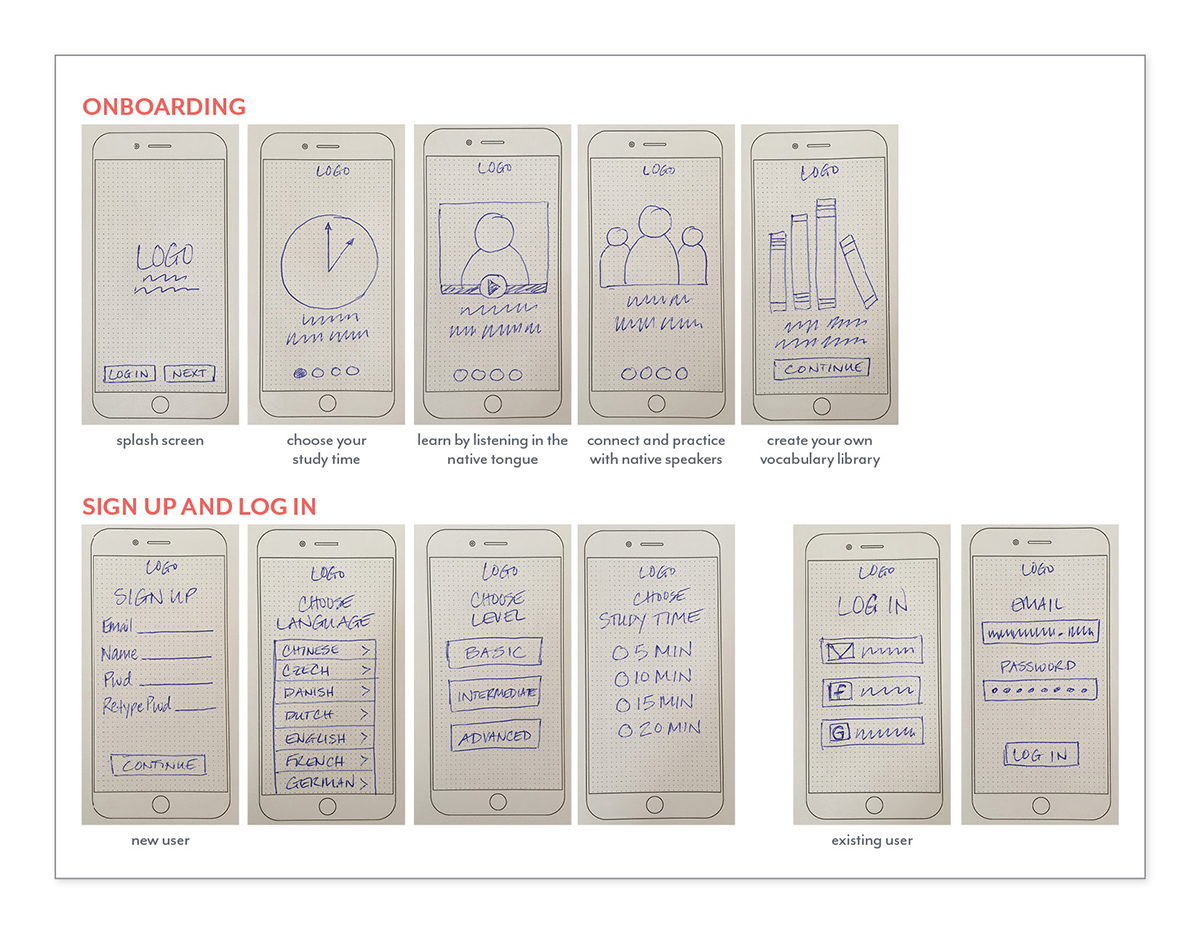 ONBOARDING
LOGO
LOG IN NEXT
splash screen
LOGO
choose your
study time
LOGO
learn by listening in the
native tongue
LOGO
connect and practice
with native speakers
LOGO
CONTINUE
create your own
vocabulary library
SIGN UP AND LOG IN
LOGO
SIGN UP
Email
Name
Pwd
Retype Pwd
CONTINUE
new user
LOGO
CHOOSE
LANGUAGE
CHINESE >
CZECH >
DANISH >
DUTCH >
ENGLISH >
FRENCH >
GERMAN >
LOGO
CHOOSE
LEVEL
BASIC
INTERMEDIATE
ADVANCED
LOGO
CHOOSE
STUDY TIME
5 MIN
10 MIN
15 MIN
20 MIN
LOGO
LOG IN
f
G
existing user
LOGO
EMAIL
PASSWORD
LOG IN